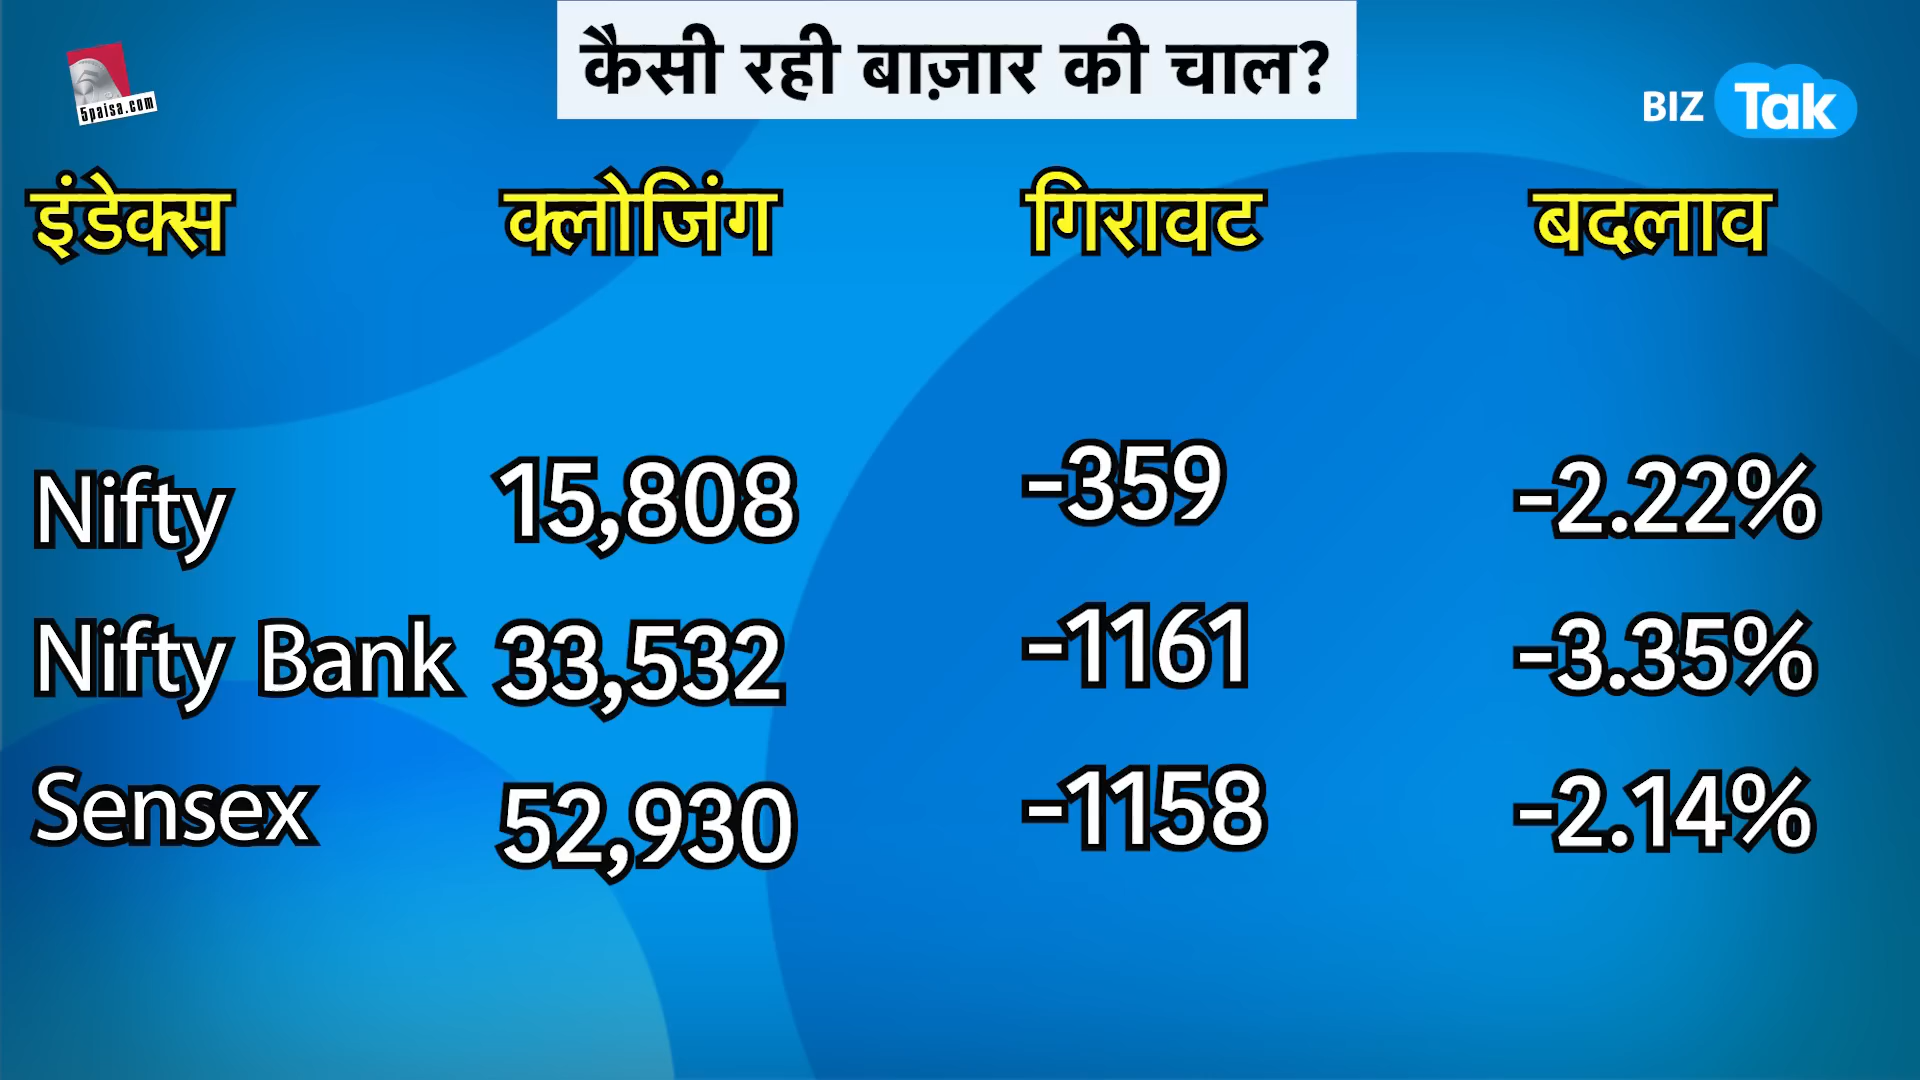 कैसी रही बाज़ार की चाल?
5paisa.com
BIZ Tak
इंडेक्स क्लोजिंग गिरावट बदलाव
Nifty 15,808 -359 -2.22%
Nifty Bank 33,532 -1161 -3.35%
Sensex 52,930 -1158 -2.14%